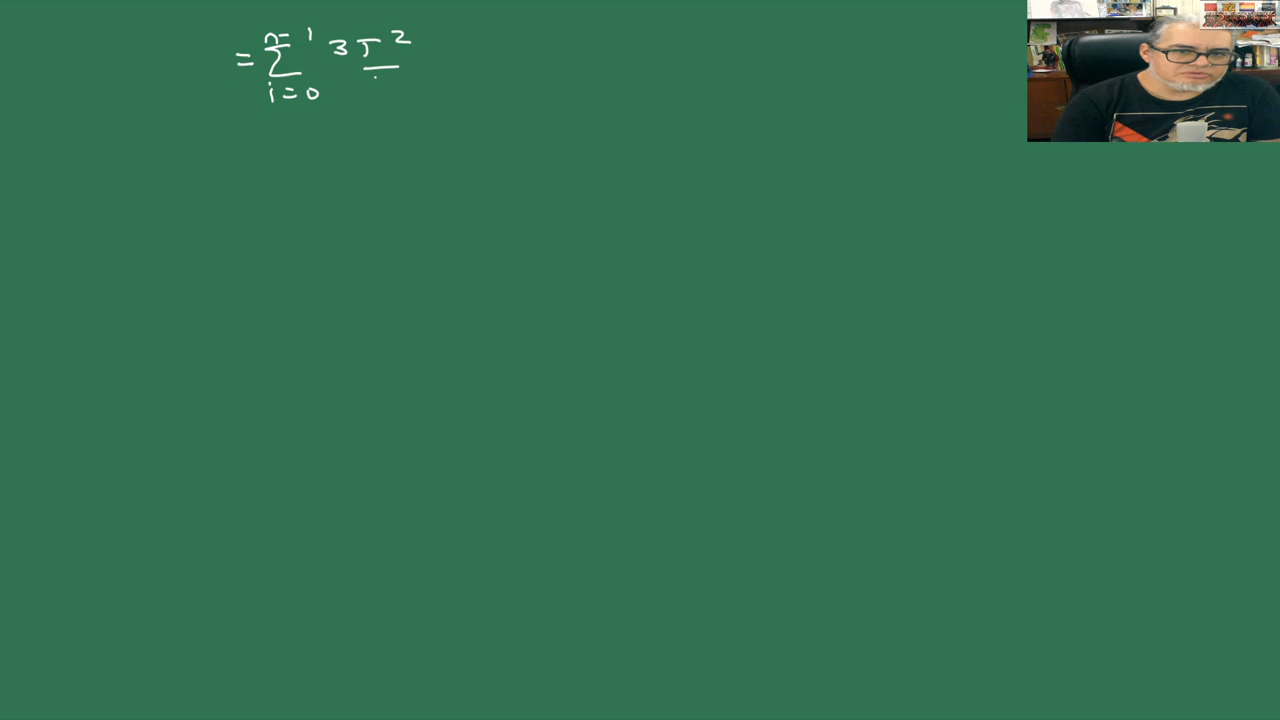 = n-1 ∑ i=0 3 T 2